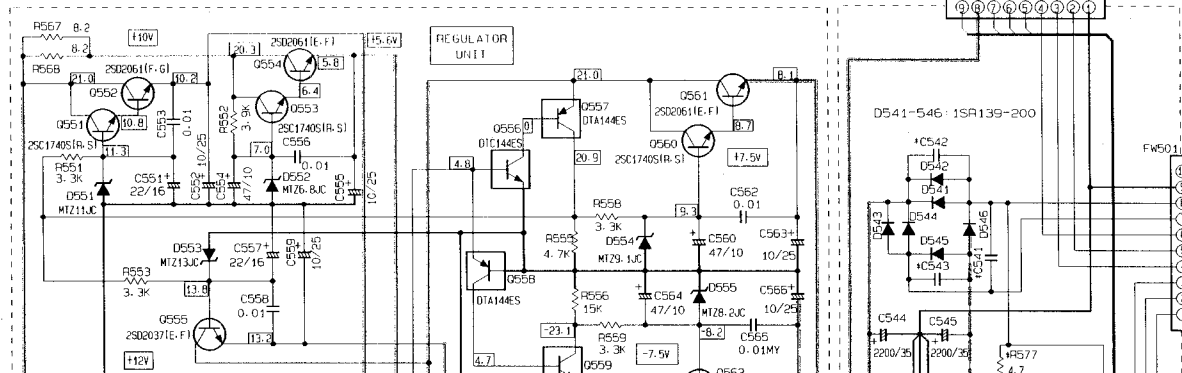 R567 8.2
8.2
R568
+10V
2SD2061(F.G)
21.0
Q552
10.2
Q551
10.8
2SC1740S(R.S)
11.3
R551
3.3K
D551
MTZ11JC
C551
22/16
C553
0.01
C552
10/25
20.3
2SD2061(E.F)
Q554
5.8
6.4
Q553
R552
3.9K
2SC1740S(R.S)
7.0
C556
0.01
D552
MTZ6.8JC
C554
47/10
C555
10/25
+5.6V
D553
MTZ13JC
C557
22/16
C559
10/25
R553
3.3K
13.8
C558
0.01
Q555
2SD2037(E.F)
13.2
+12V
REGULATOR
UNIT
21.0
Q557
DTA144ES
Q556
0
DTC144ES
4.8
20.9
Q561
8.1
2SD2061(E.F)
8.7
Q560
2SC1740S(R.S)
+7.5V
R558
3.3K
9.3
C562
0.01
R555
4.7K
D554
MTZ9.1JC
C560
47/10
C563
10/25
Q558
DTA144ES
R556
15K
C564
47/10
D555
MTZ8.2JC
C566
10/25
-23.1
R559
3.3K
-8.2
C565
0.01MY
4.7
Q559
-7.5V
9 8 7 6 5 4 3 2 1
D541-546:1SR139-200
*C542
D542
D541
D543
D544
D546
D545
*C543
*C541
C544
2200/35
C545
2200/35
*R577
4.7
FW501